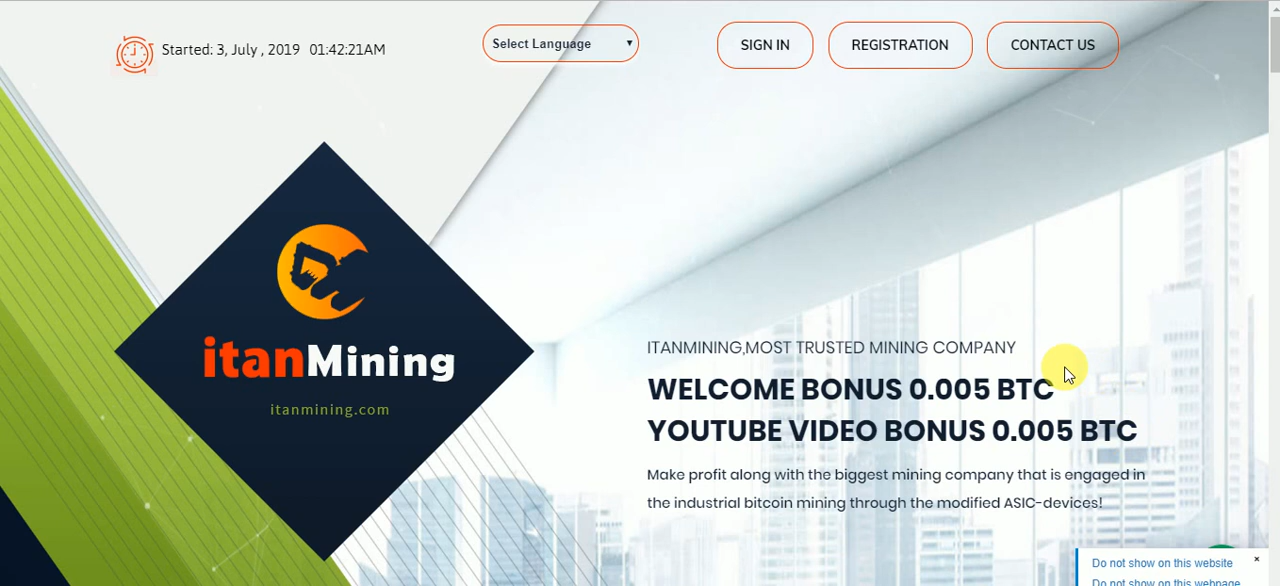 Started: 3, July , 2019 01:42:21AM
Select Language
SIGN IN
REGISTRATION
CONTACT US
itanMining
itanmining.com
ITANMINING,MOST TRUSTED MINING COMPANY
WELCOME BONUS 0.005 BTC
YOUTUBE VIDEO BONUS 0.005 BTC
Make profit along with the biggest mining company that is engaged in
the industrial bitcoin mining through the modified ASIC-devices!
Do not show on this website
Do not show on this webpage